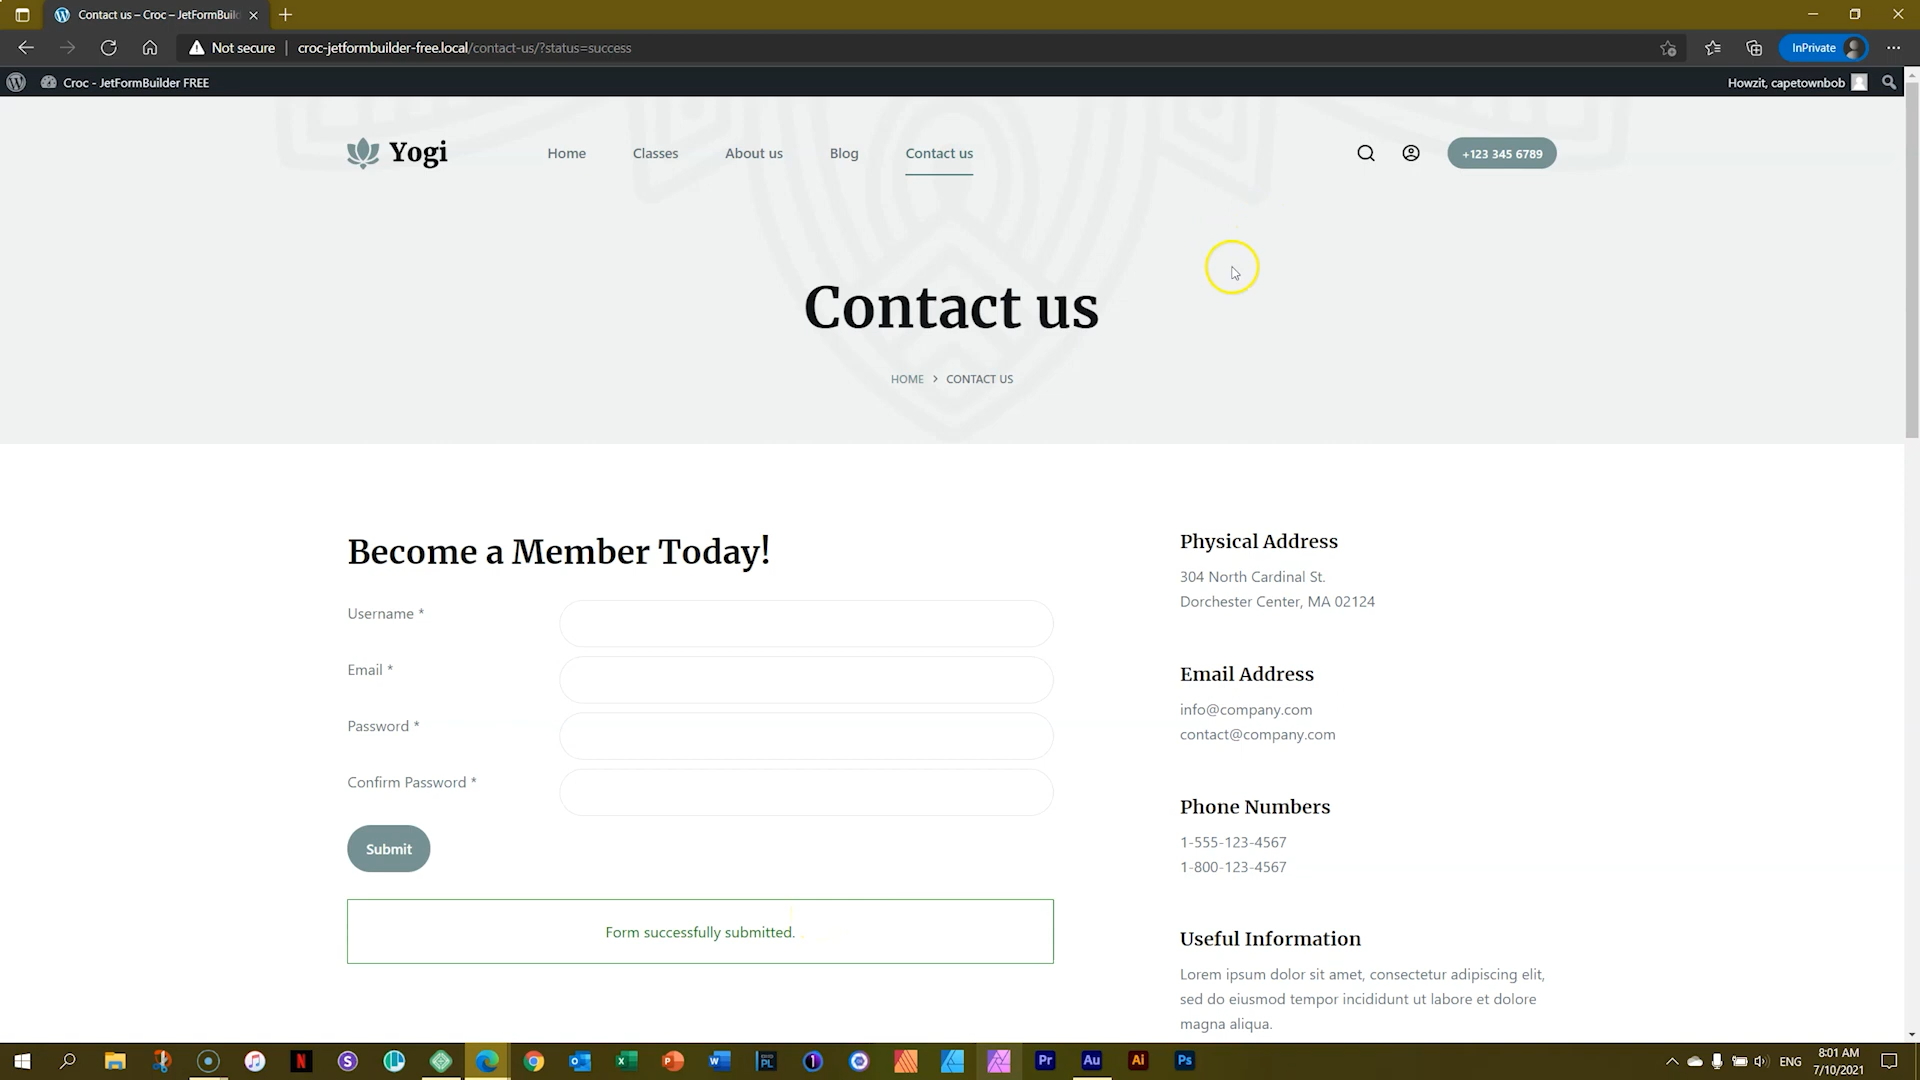 Contact us – Croc – JetFormBuild
Not secure
croc-jetformbuilder-free.local/contact-us/?status=success
InPrivate
Croc - JetFormBuilder FREE
Howzit, capetownbob
Yogi
Home
Classes
About us
Blog
Contact us
+123 345 6789
Contact us
HOME > CONTACT US
Become a Member Today!
Username *
Email *
Password *
Confirm Password *
Submit
Form successfully submitted.
Physical Address
304 North Cardinal St.
Dorchester Center, MA 02124
Email Address
info@company.com
contact@company.com
Phone Numbers
1-555-123-4567
1-800-123-4567
Useful Information
Lorem ipsum dolor sit amet, consectetur adipiscing elit,
sed do eiusmod tempor incididunt ut labore et dolore
magna aliqua.
Pr
Au
Ai
Ps
ENG
8:01 AM
7/10/2021